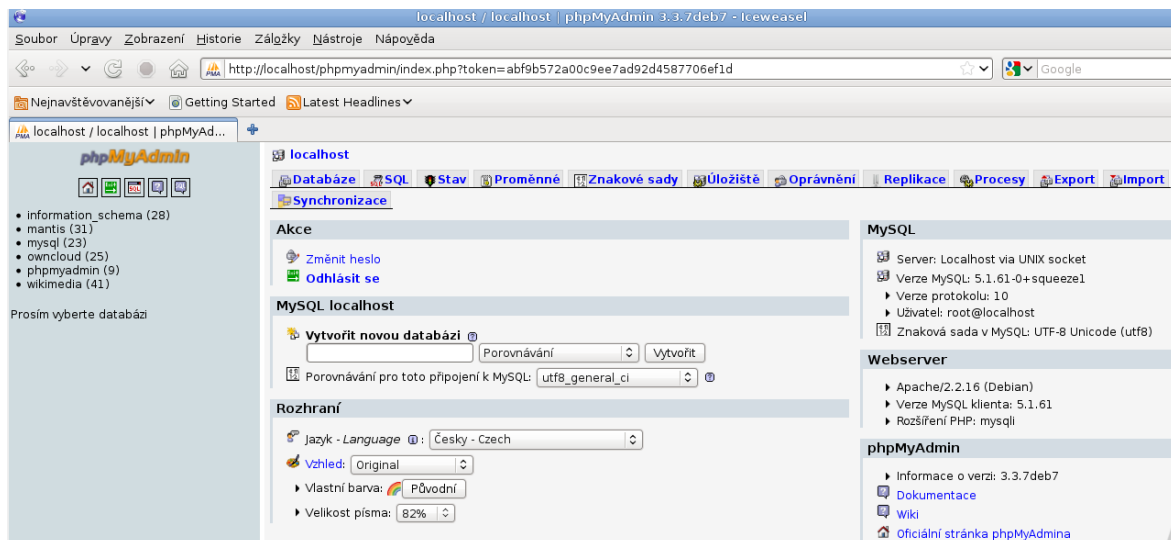 localhost / localhost | phpMyAdmin 3.3.7deb7 - Iceweasel
Soubor Úpravy Zobrazení Historie Záložky Nástroje Nápověda
http://localhost/phpmyadmin/index.php?token=abf9b572a00c9ee7ad92d4587706ef1d
Google
Nejnavštěvovanější Getting Started Latest Headlines
localhost / localhost | phpMyAd...
phpMyAdmin
SQL
information_schema (28)
mantis (31)
mysql (23)
owncloud (25)
phpmyadmin (9)
wikimedia (41)
Prosím vyberte databázi
localhost
Databáze SQL Stav Proměnné Znakové sady Úložiště Oprávnění Replikace Procesy Export Import
Synchronizace
Akce
Změnit heslo
Odhlásit se
MySQL localhost
Vytvořit novou databázi
Porovnávání Vytvořit
Porovnávání pro toto připojení k MySQL: utf8_general_ci
Rozhraní
Jazyk - Language : Česky - Czech
Vzhled: Original
Vlastní barva: Původní
Velikost písma: 82%
MySQL
Server: Localhost via UNIX socket
Verze MySQL: 5.1.61-0+squeeze1
Verze protokolu: 10
Uživatel: root@localhost
Znaková sada v MySQL: UTF-8 Unicode (utf8)
Webserver
Apache/2.2.16 (Debian)
Verze MySQL klienta: 5.1.61
Rozšíření PHP: mysqli
phpMyAdmin
Informace o verzi: 3.3.7deb7
Dokumentace
Wiki
Oficiální stránka phpMyAdmina